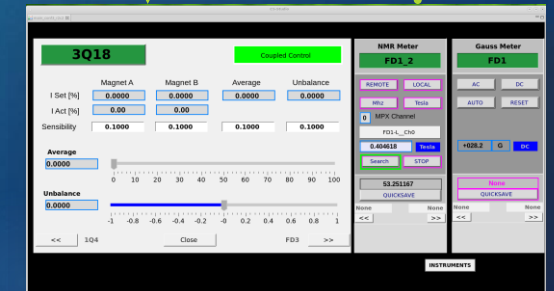 3Q18
Coupled Control
Magnet A Magnet B Average Unbalance
I Set [%] 0.0000 0.0000 0.0000 0.0000
I Act [%] 0.00 0.00
Sensibility 0.1000 0.1000 0.1000 0.1000
Average
0.0000
0 10 20 30 40 50 60 70 80 90 100
Unbalance
0.0000
-1 -0.8 -0.6 -0.4 -0.2 -0 0.2 0.4 0.6 0.8 1
<< 1Q4 Close FD3 >>
NMR Meter
FD1_2
REMOTE LOCAL
Mhz Tesla
0 MPX Channel
FD1-L__Ch0
0.404618 Tesla
Search STOP
53.251167
QUICKSAVE
None None
<< >>
Gauss Meter
FD1
AC DC
AUTO RESET
+028.2 G DC
None
QUICKSAVE
None None
<< >>
INSTRUMENTS